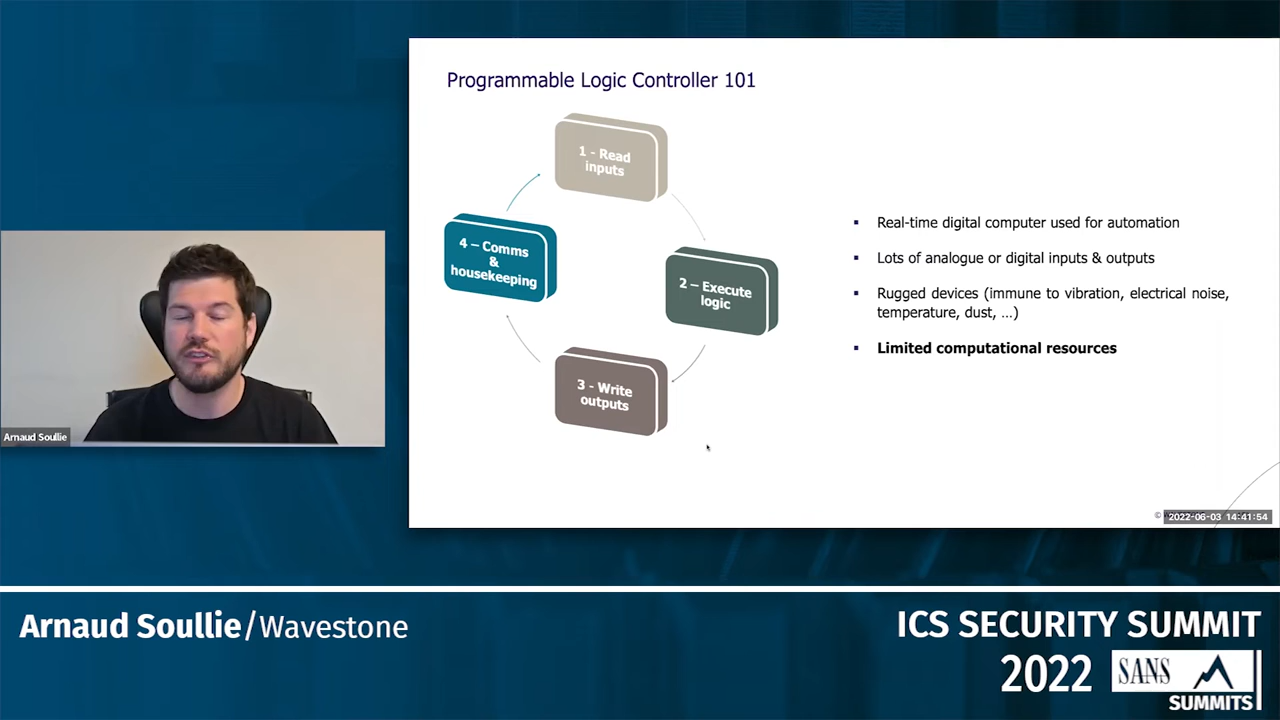 Programmable Logic Controller 101
1 - Read
inputs
2 – Execute
logic
3 - Write
outputs
4 – Comms
&
housekeeping
▪ Real-time digital computer used for automation
▪ Lots of analogue or digital inputs & outputs
▪ Rugged devices (immune to vibration, electrical noise,
temperature, dust, …)
▪ Limited computational resources
©
2022-06-03 14:41:54
Arnaud Soullie
Arnaud Soullie/Wavestone
ICS SECURITY SUMMIT
2022
SANS
SUMMITS